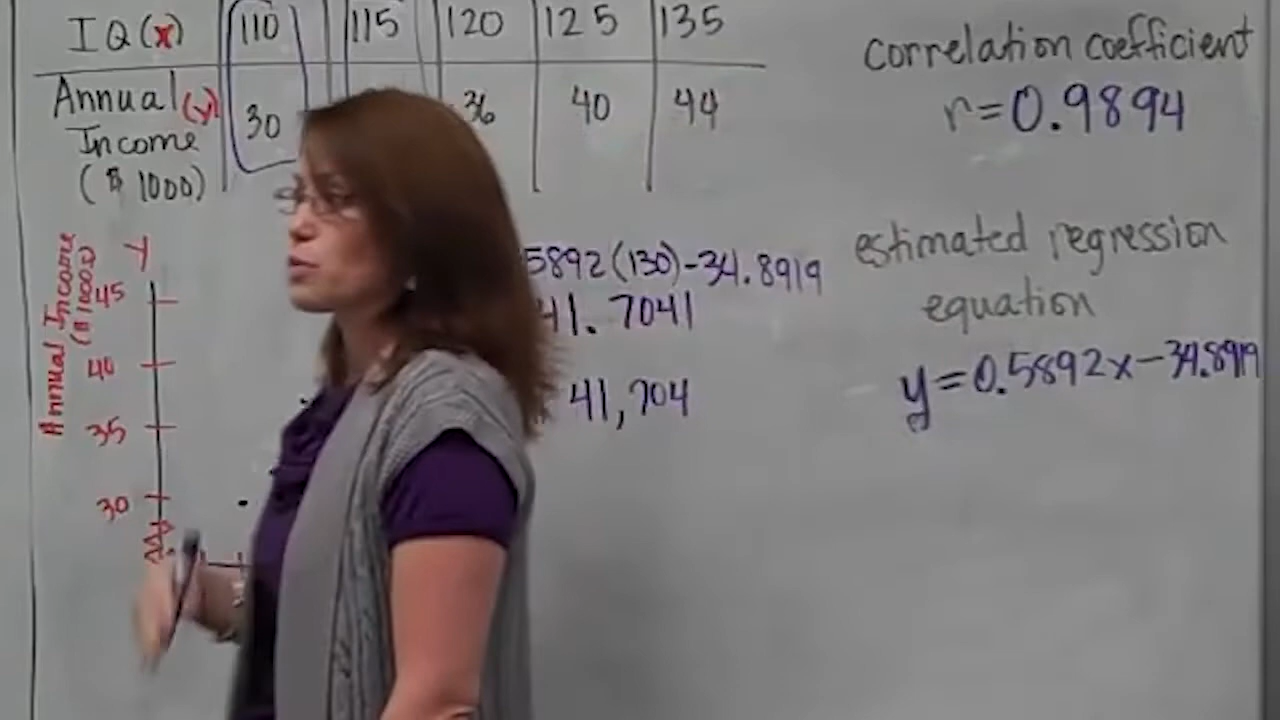 IQ (x) 110 115 120 125 135
Annual (y) 30 36 40 44
Income
($ 1000)
correlation coefficient
r=0.9894
estimated regression
equation
y=0.5892x-34.8919
5892(130)-34.8919
41.7041
41,704
Annual Income
($1000s)
y
45
40
35
30